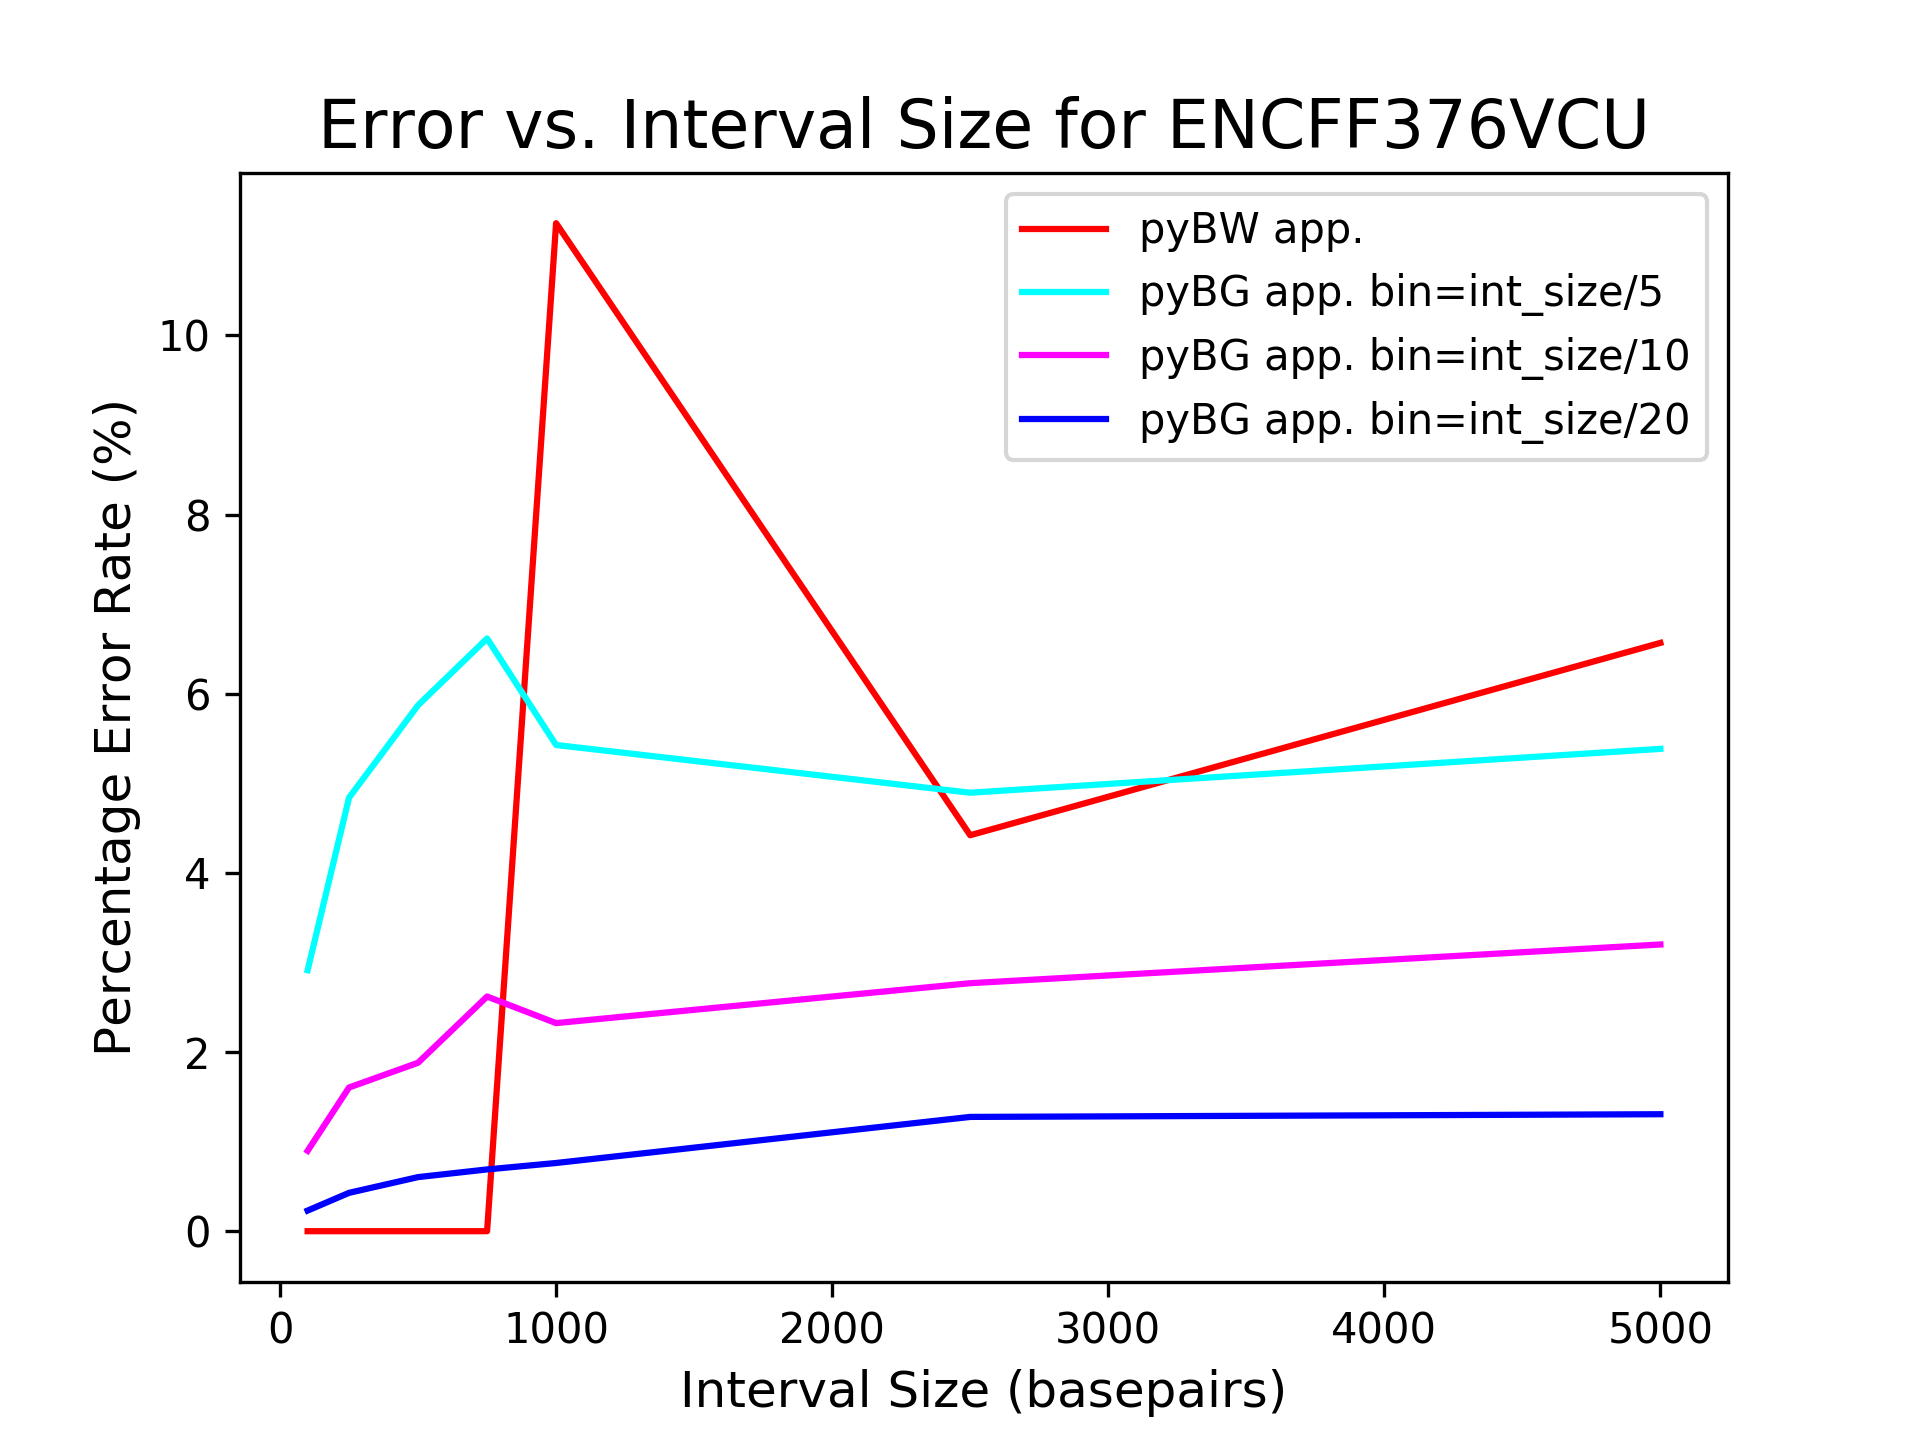 Error vs. Interval Size for ENCFF376VCU
pyBW app.
pyBG app. bin=int_size/5
pyBG app. bin=int_size/10
pyBG app. bin=int_size/20
Percentage Error Rate (%)
10
8
6
4
2
0
0 1000 2000 3000 4000 5000
Interval Size (basepairs)